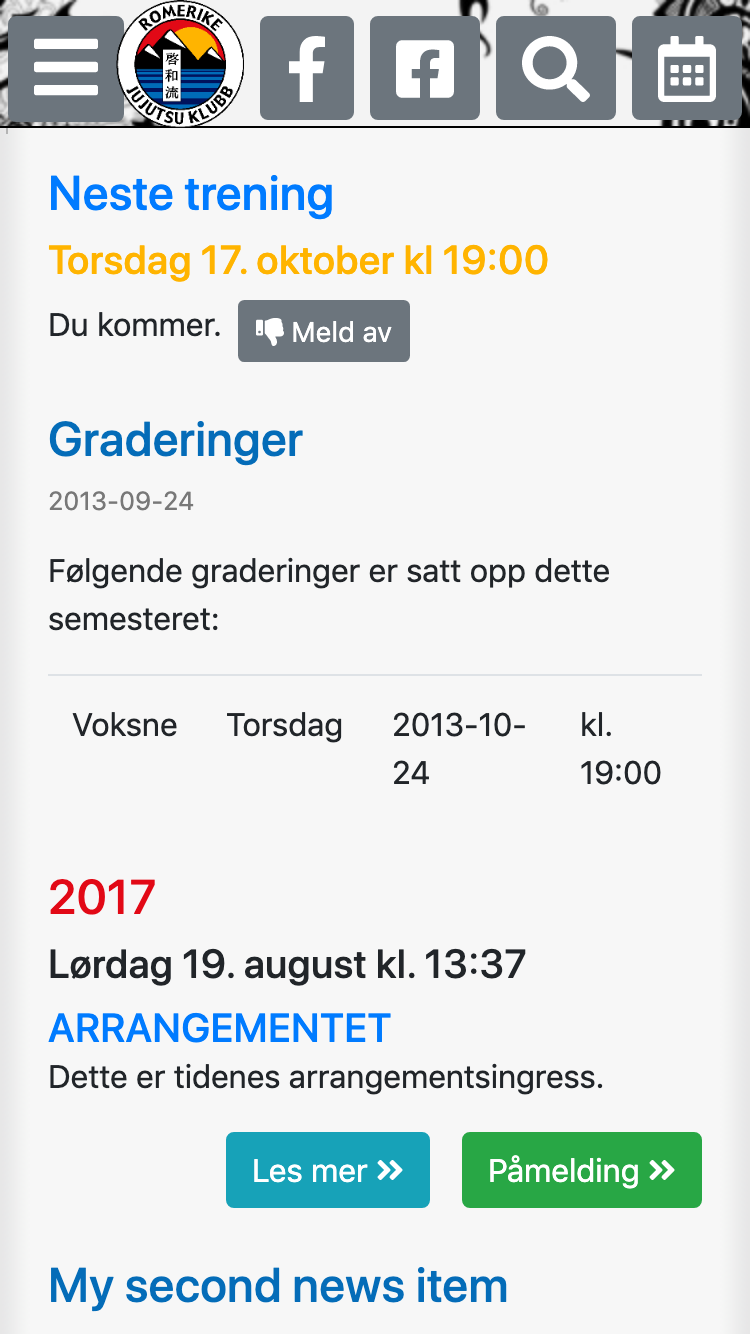 ROMERIKE
啓和流
JUJUTSU KLUBB
Neste trening
Torsdag 17. oktober kl 19:00
Du kommer. Meld av
Graderinger
2013-09-24
Følgende graderinger er satt opp dette
semesteret:
Voksne Torsdag 2013-10- kl.
24 19:00
2017
Lørdag 19. august kl. 13:37
ARRANGEMENTET
Dette er tidenes arrangementsingress.
Les mer Påmelding
My second news item